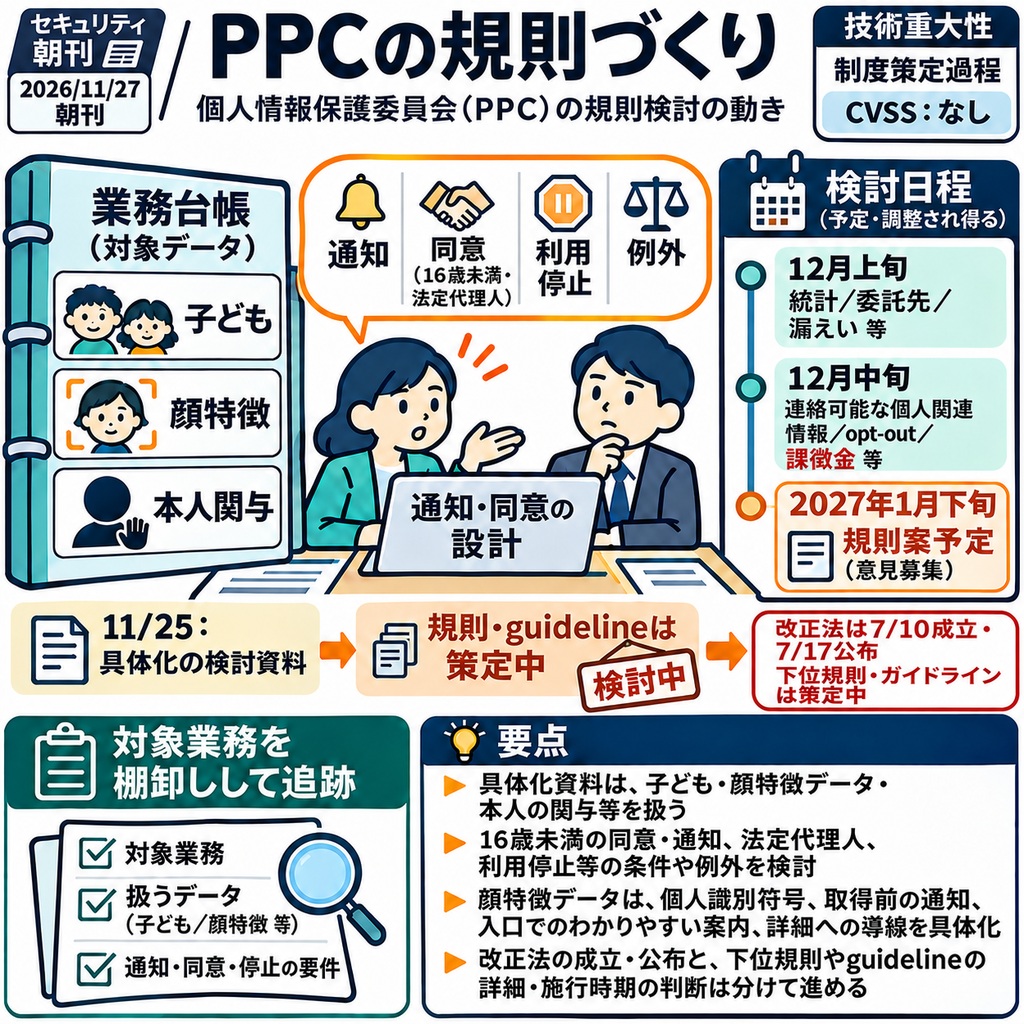 セキュリティ
朝刊
2026/11/27
朝刊
PPCの規則づくり
個人情報保護委員会（PPC）の規則検討の動き
技術重大性
制度策定過程
CVSS：なし
業務台帳
（対象データ）
子ども
顔特徴
本人関与
通知
同意
（16歳未満・
法定代理人）
利用
停止
例外
通知・同意の
設計
検討日程
（予定・調整され得る）
12月上旬
統計／委託先／
漏えい 等
12月中旬
連絡可能な個人関連
情報／opt-out／
課徴金 等
2027年1月下旬
規則案予定
（意見募集）
11/25：
具体化の検討資料
規則・guidelineは
策定中
検討中
改正法は7/10成立・
7/17公布
下位規則・ガイドライン
は策定中
対象業務を
棚卸しして追跡
対象業務
扱うデータ
（子ども／顔特徴 等）
通知・同意・停止の要件
要点
具体化資料は、子ども・顔特徴データ・
本人の関与等を扱う
16歳未満の同意・通知、法定代理人、
利用停止等の条件や例外を検討
顔特徴データは、個人識別符号、取得前の通知、
入口でのわかりやすい案内、詳細への導線を具体化
改正法の成立・公布と、下位規則やguidelineの
詳細・施行時期の判断は分けて進める